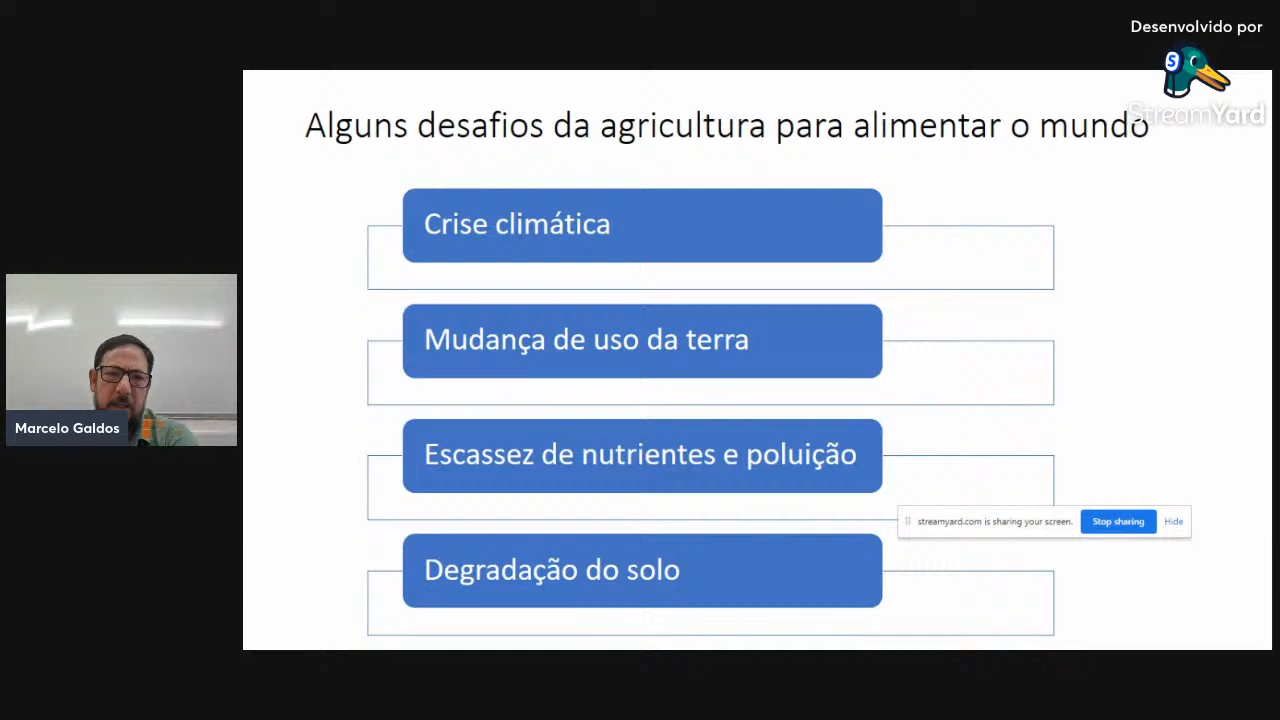 Desenvolvido por
StreamYard
Alguns desafios da agricultura para alimentar o mundo
Crise climática
Mudança de uso da terra
Escassez de nutrientes e poluição
Degradação do solo
Marcelo Galdos
streamyard.com is sharing your screen. Stop sharing Hide